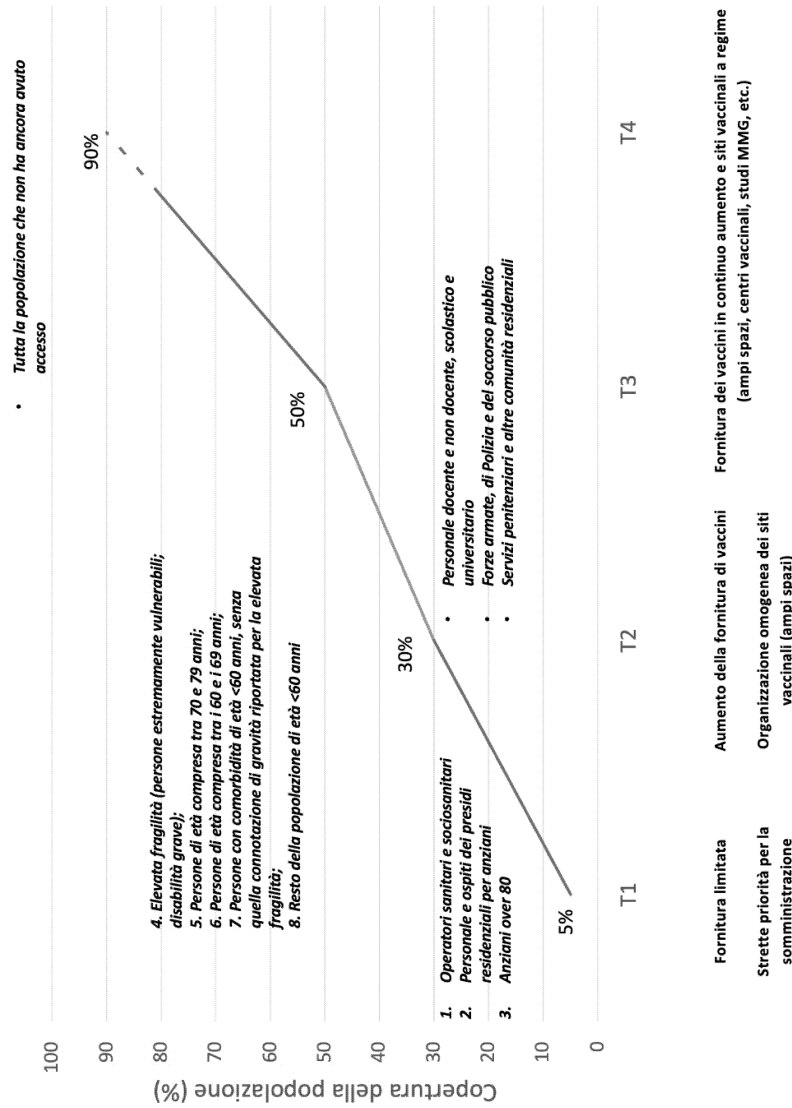 • Tutta la popolazione che non ha ancora avuto
accesso
4. Elevata fragilità (persone estremamente vulnerabili;
disabilità grave);
5. Persone di età compresa tra 70 e 79 anni;
6. Persone di età compresa tra i 60 e i 69 anni;
7. Persone con comorbidità di età <60 anni, senza
quella connotazione di gravità riportata per la elevata
fragilità;
8. Resto della popolazione di età <60 anni
1. Operatori sanitari e sociosanitari
2. Personale e ospiti dei presidi
residenziali per anziani
3. Anziani over 80
• Personale docente e non docente, scolastico e
universitario
• Forze armate, di Polizia e del soccorso pubblico
• Servizi penitenziari e altre comunità residenziali
Copertura della popolazione (%)
100
90
80
70
60
50
40
30
20
10
0
5%
30%
50%
90%
T1
T2
T3
T4
Fornitura limitata
Strette priorità per la
somministrazione
Aumento della fornitura di vaccini
Organizzazione omogenea dei siti
vaccinali (ampi spazi)
Fornitura dei vaccini in continuo aumento e siti vaccinali a regime
(ampi spazi, centri vaccinali, studi MMG, etc.)